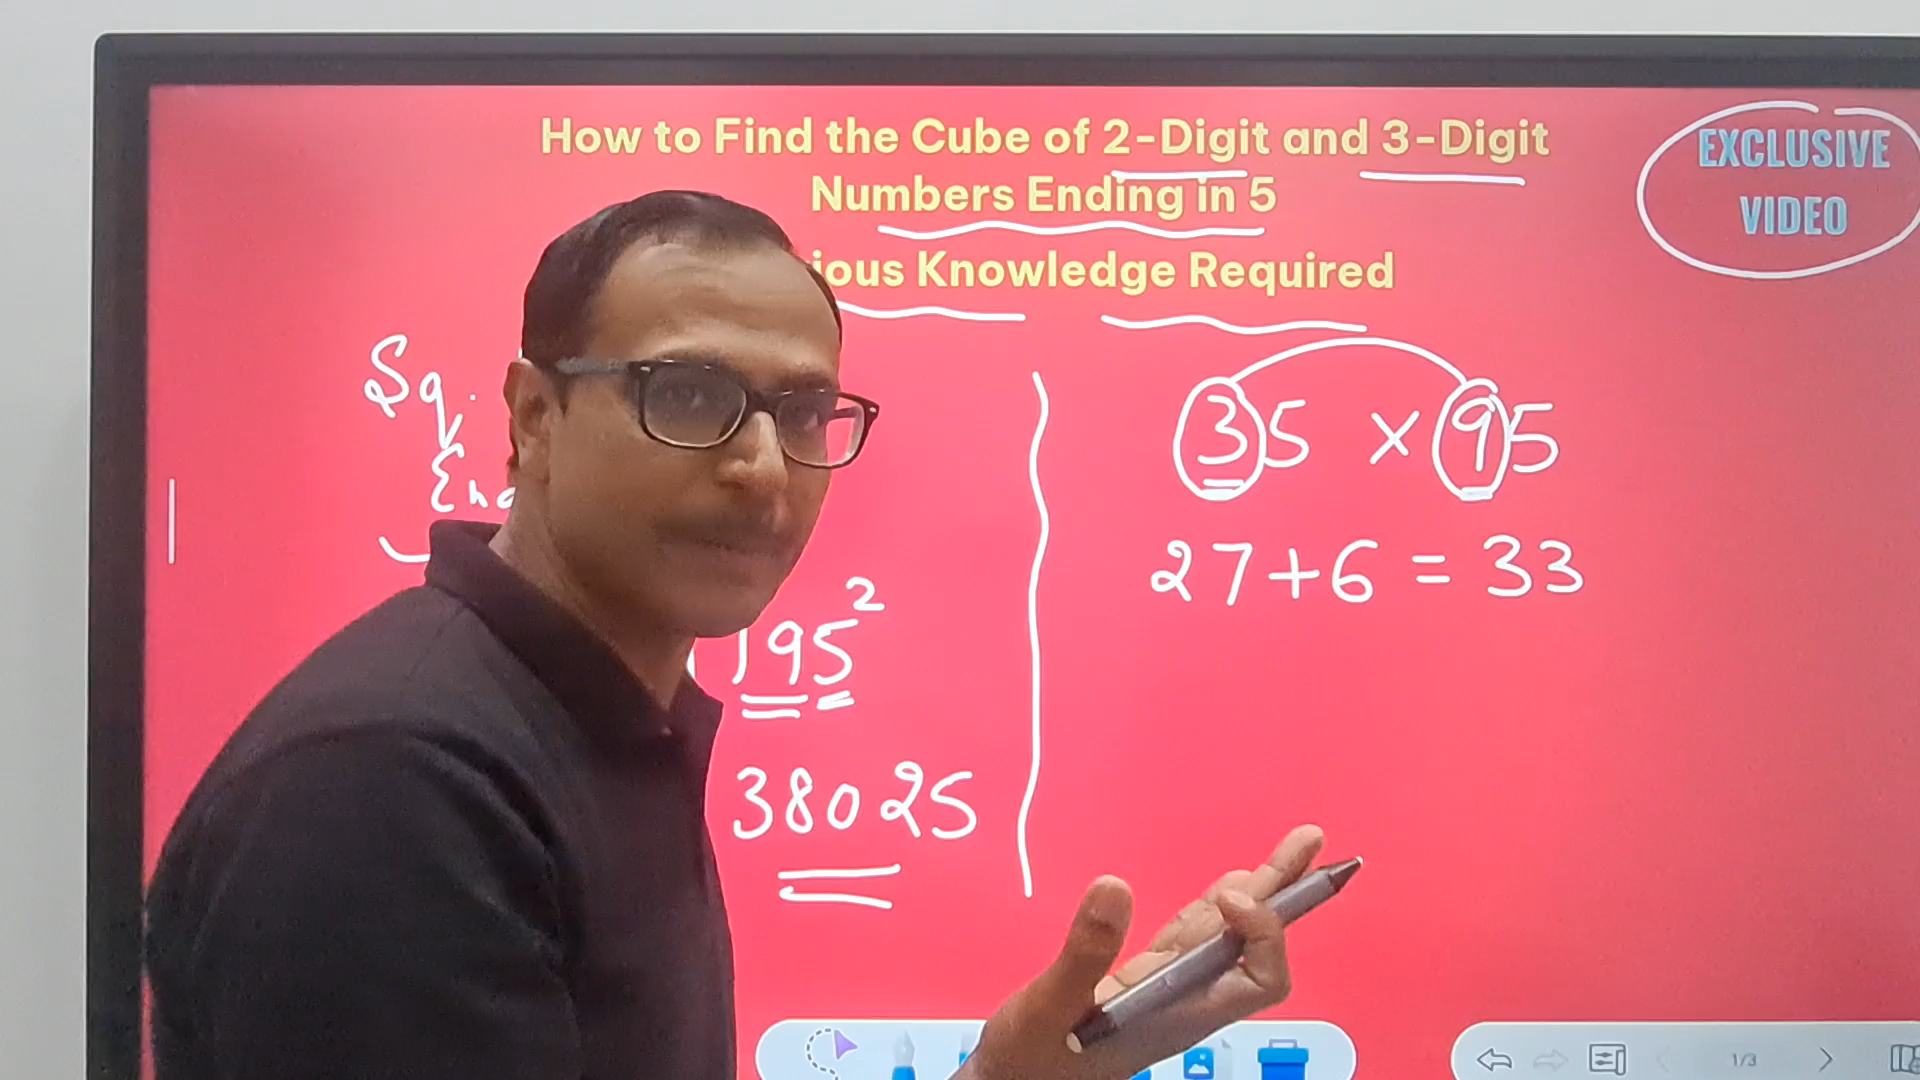 How to Find the Cube of 2-Digit and 3-Digit
Numbers Ending in 5
Knowledge Required
EXCLUSIVE
VIDEO
Sq.
35 × 95
27+6 = 33
195²
38025
1/3